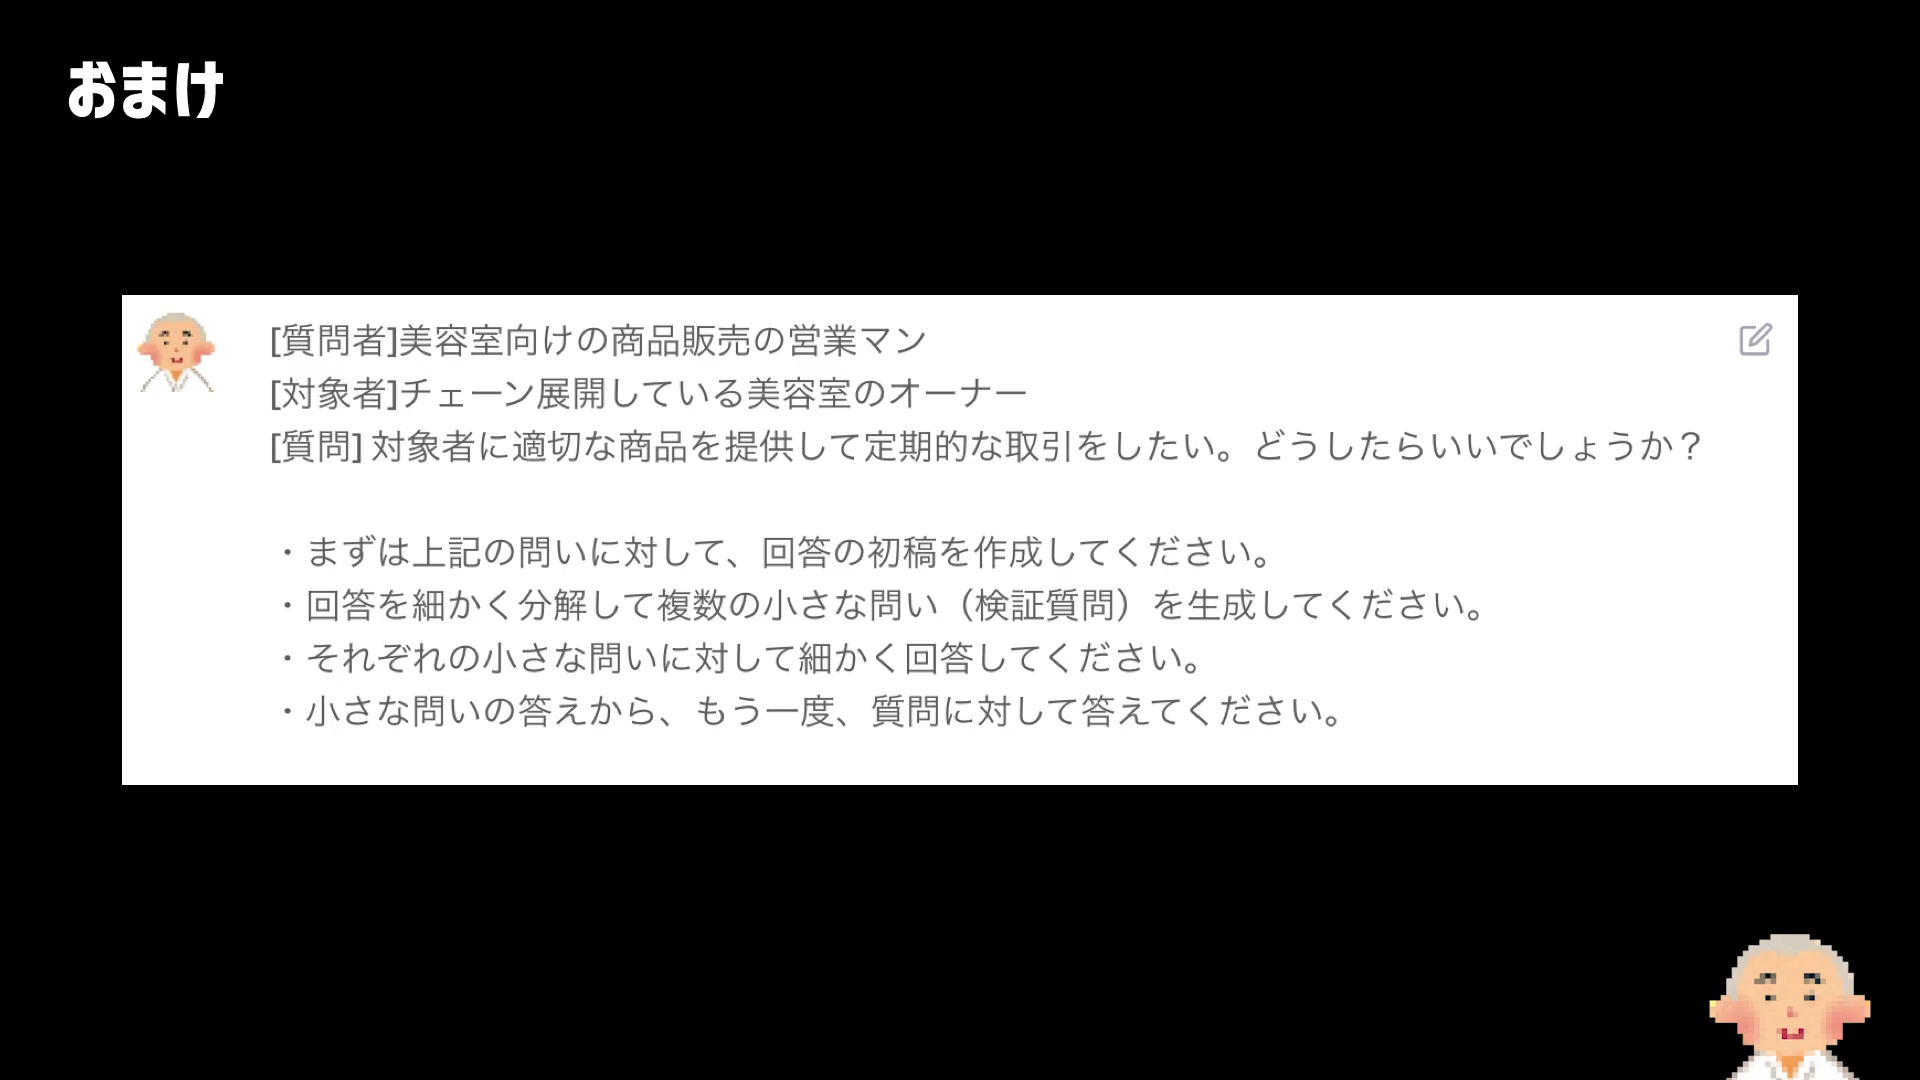 おまけ
[質問者]美容室向けの商品販売の営業マン
[対象者]チェーン展開している美容室のオーナー
[質問] 対象者に適切な商品を提供して定期的な取引をしたい。どうしたらいいでしょうか？
・まずは上記の問いに対して、回答の初稿を作成してください。
・回答を細かく分解して複数の小さな問い（検証質問）を生成してください。
・それぞれの小さな問いに対して細かく回答してください。
・小さな問いの答えから、もう一度、質問に対して答えてください。